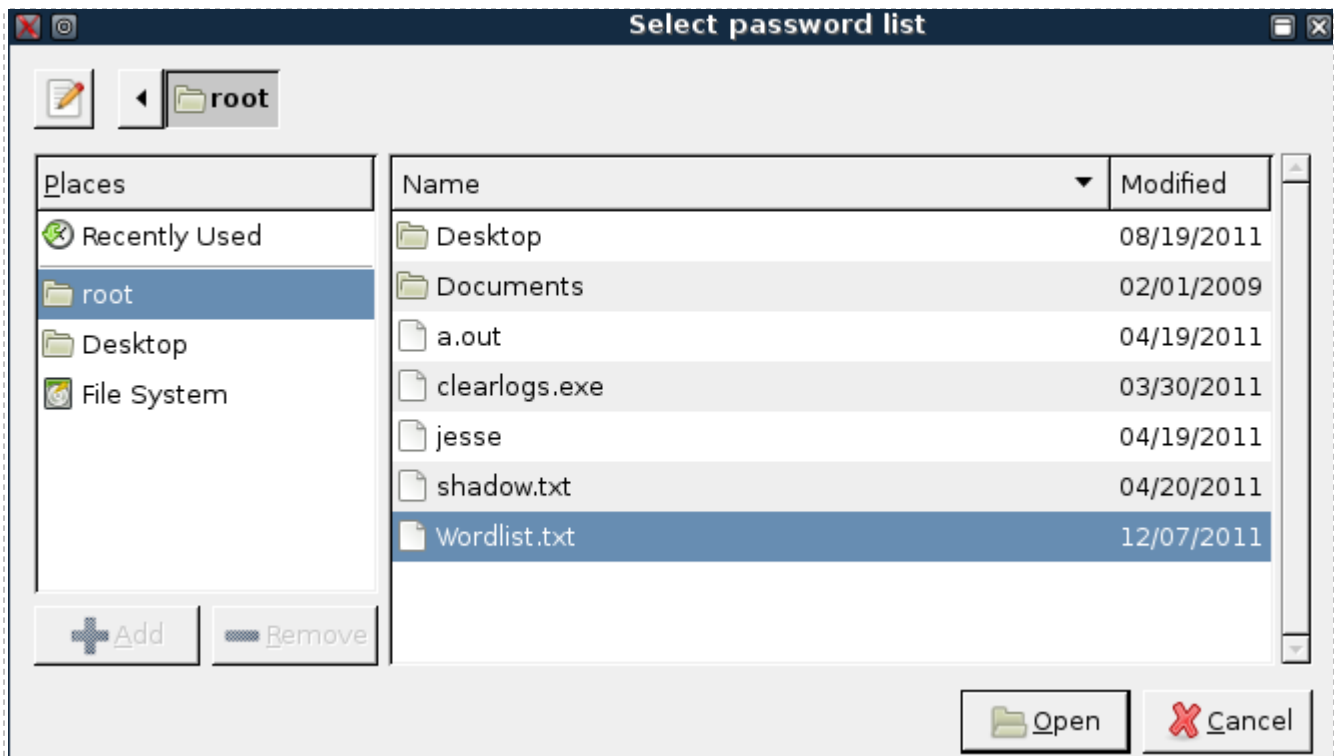 Select password list
root
Places
Name Modified
Recently Used
root
Desktop
File System
Desktop 08/19/2011
Documents 02/01/2009
a.out 04/19/2011
clearlogs.exe 03/30/2011
jesse 04/19/2011
shadow.txt 04/20/2011
Wordlist.txt 12/07/2011
Add Remove
Open Cancel